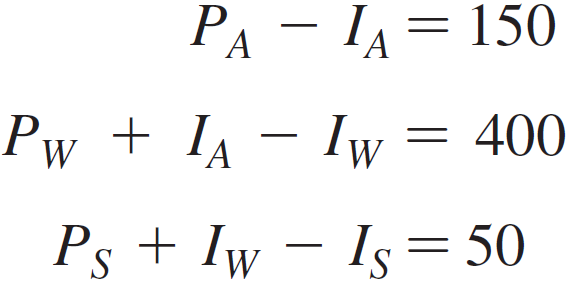 P_A − I_A = 150
P_W + I_A − I_W = 400
P_S + I_W − I_S = 50